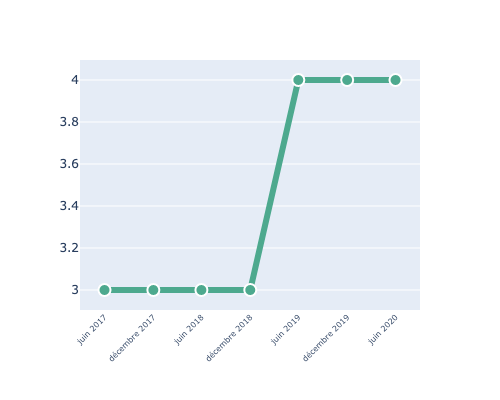 4
3.8
3.6
3.4
3.2
3
juin 2017
décembre 2017
juin 2018
décembre 2018
juin 2019
décembre 2019
juin 2020